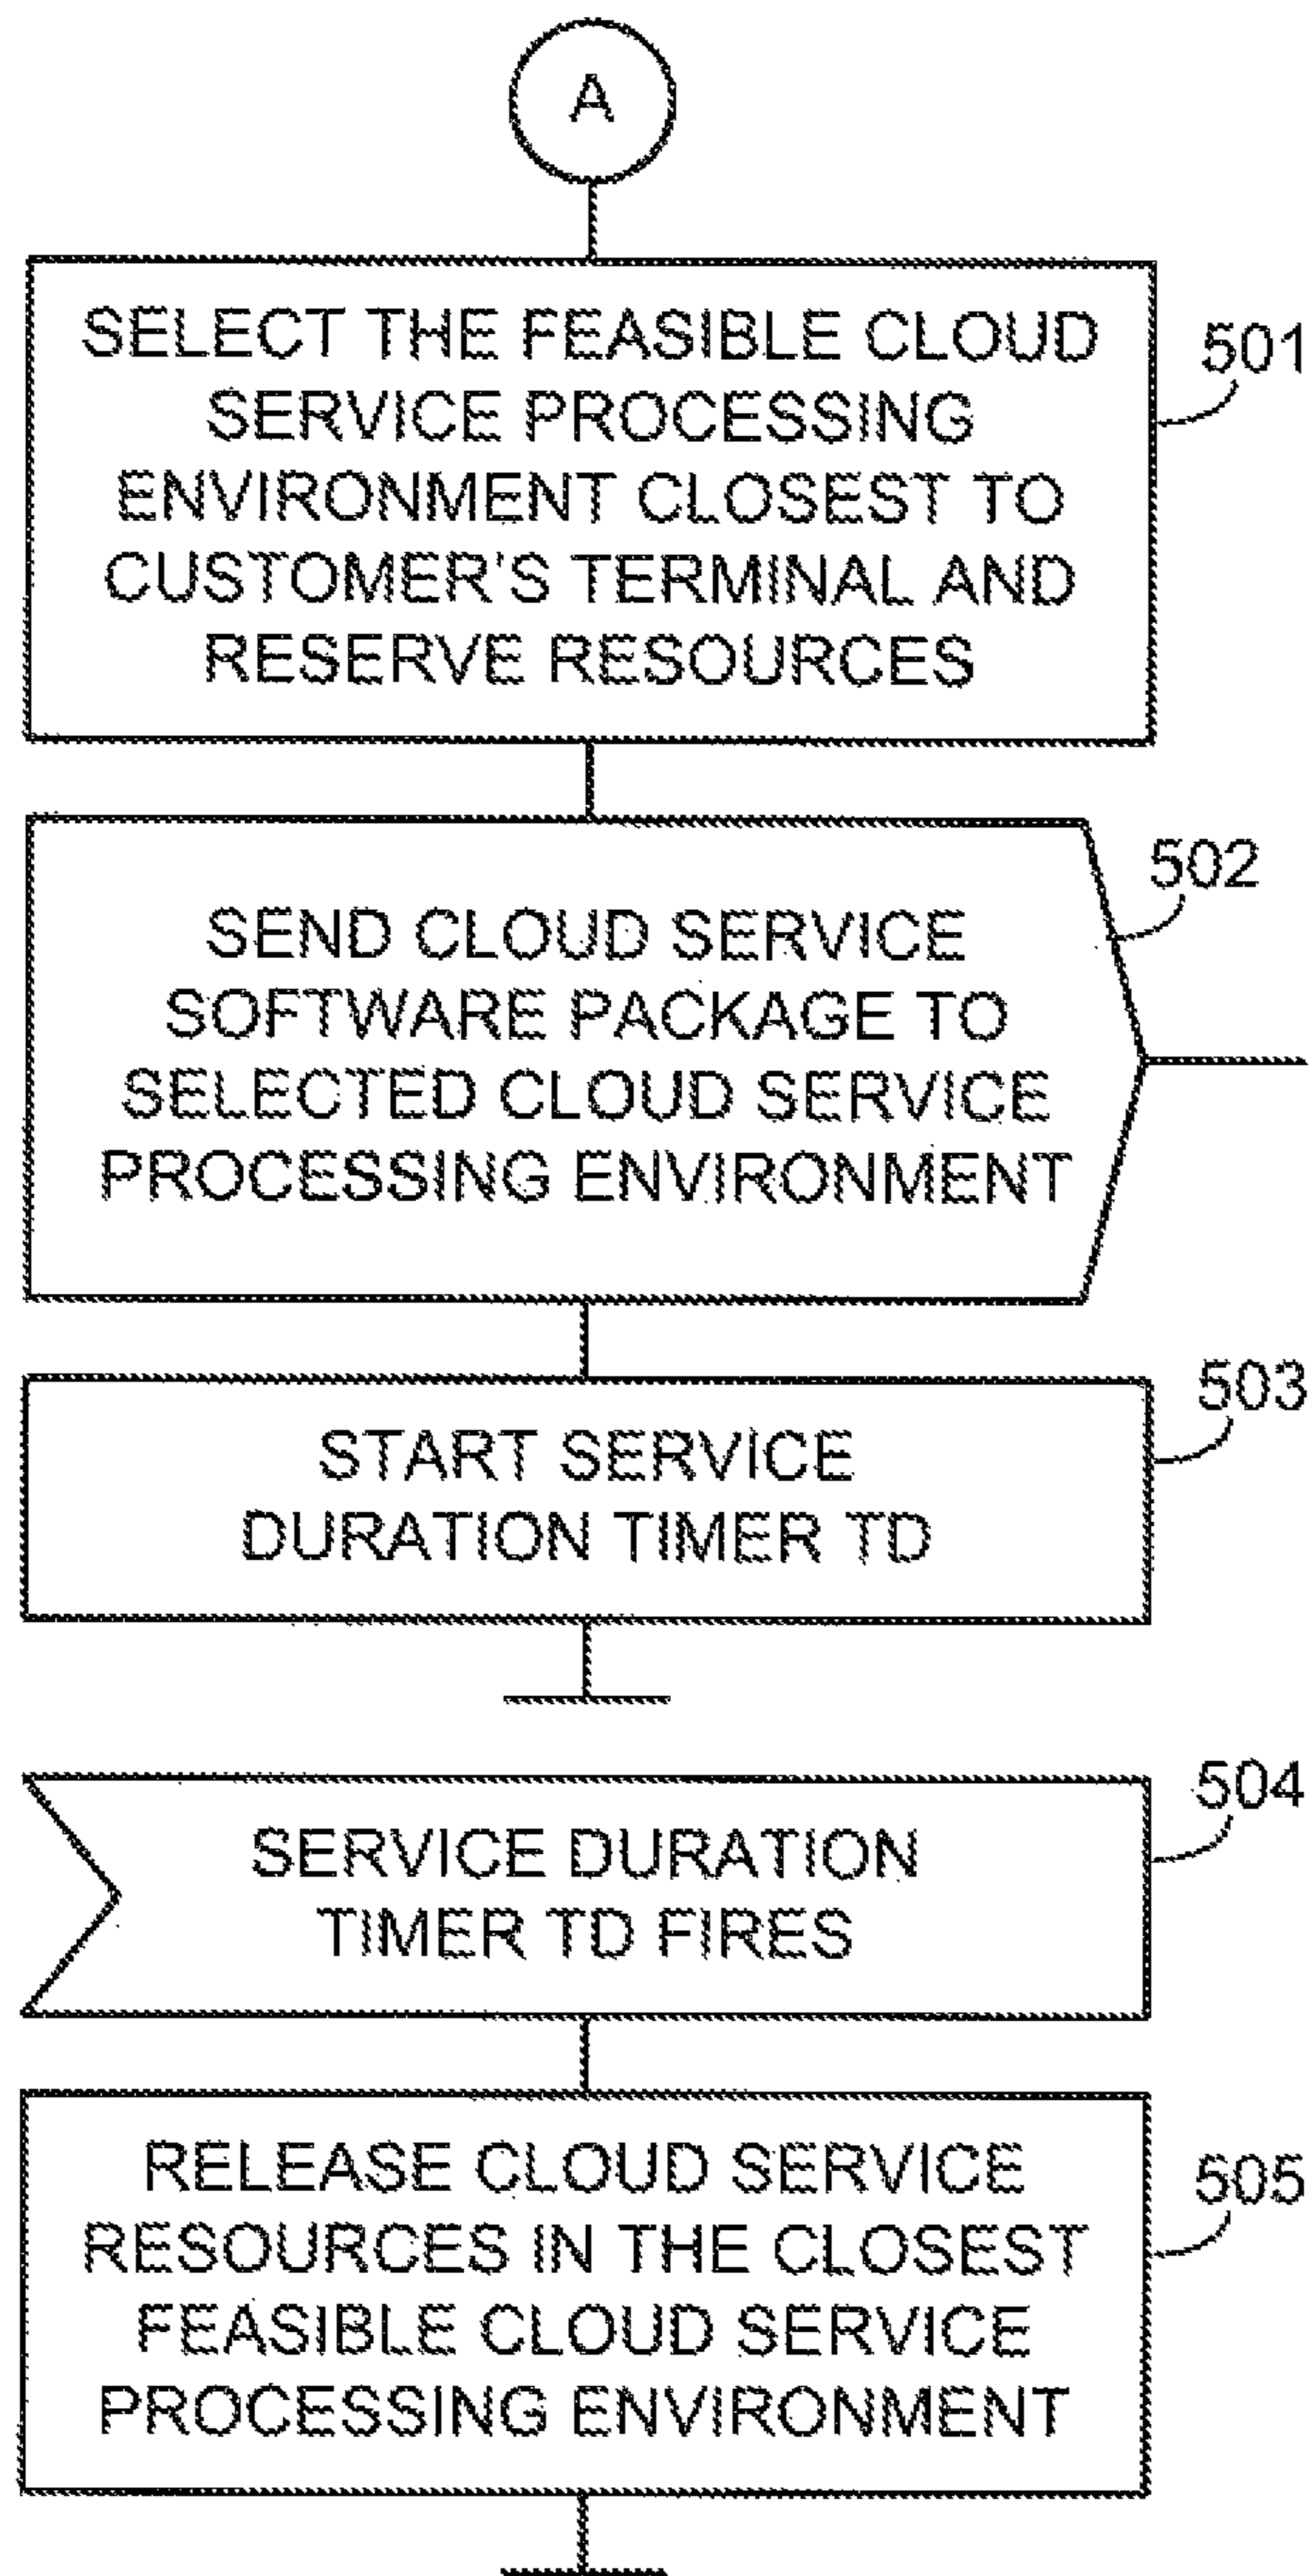 A
SELECT THE FEASIBLE CLOUD
SERVICE PROCESSING
ENVIRONMENT CLOSEST TO
CUSTOMER'S TERMINAL AND
RESERVE RESOURCES
501
SEND CLOUD SERVICE
SOFTWARE PACKAGE TO
SELECTED CLOUD SERVICE
PROCESSING ENVIRONMENT
502
START SERVICE
DURATION TIMER TD
503
SERVICE DURATION
TIMER TD FIRES
504
RELEASE CLOUD SERVICE
RESOURCES IN THE CLOSEST
FEASIBLE CLOUD SERVICE
PROCESSING ENVIRONMENT
505